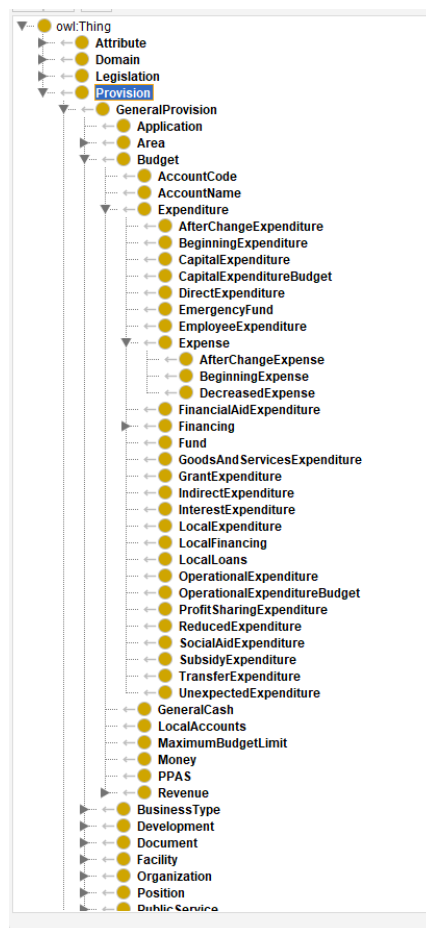 owl:Thing
Attribute
Domain
Legislation
Provision
GeneralProvision
Application
Area
Budget
AccountCode
AccountName
Expenditure
AfterChangeExpenditure
BeginningExpenditure
CapitalExpenditure
CapitalExpenditureBudget
DirectExpenditure
EmergencyFund
EmployeeExpenditure
Expense
AfterChangeExpense
BeginningExpense
DecreasedExpense
FinancialAidExpenditure
Financing
Fund
GoodsAndServicesExpenditure
GrantExpenditure
IndirectExpenditure
InterestExpenditure
LocalExpenditure
LocalFinancing
LocalLoans
OperationalExpenditure
OperationalExpenditureBudget
ProfitSharingExpenditure
ReducedExpenditure
SocialAidExpenditure
SubsidyExpenditure
TransferExpenditure
UnexpectedExpenditure
GeneralCash
LocalAccounts
MaximumBudgetLimit
Money
PPAS
Revenue
BusinessType
Development
Document
Facility
Organization
Position
PublicService